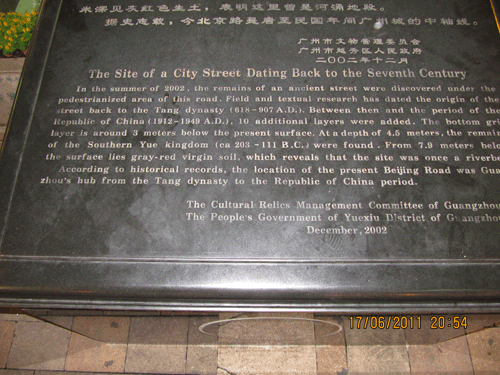 米深见灰红色生土，表明这里曾是河涌地段。
据史志载，今北京路是唐至民国年间广州城的中轴线。
广州市文物管理委员会
广州市越秀区人民政府
二〇〇二年十二月
The Site of a City Street Dating Back to the Seventh Century
In the summer of 2002, the remains of an ancient street were discovered under the
pedestrianized area of this road. Field and textual research has dated the origin of the
street back to the Tang dynasty (618-907 A.D.). Between then and the period of the
Republic of China (1912-1949 A.D.), 10 additional layers were added. The bottom gri
layer is around 3 meters below the present surface. At a depth of 4.5 meters, the remai
of the Southern Yue kingdom (ca 203 -111 B.C.) were found. From 7.9 meters belo
the surface lies gray-red virgin soil, which reveals that the site was once a riverb
According to historical records, the location of the present Beijing Road was Gua
zhou's hub from the Tang dynasty to the Republic of China period.
The Cultural Relics Management Committee of Guangzhou
The People's Government of Yuexiu District of Guangzhou
December, 2002
17/06/2011 20:54